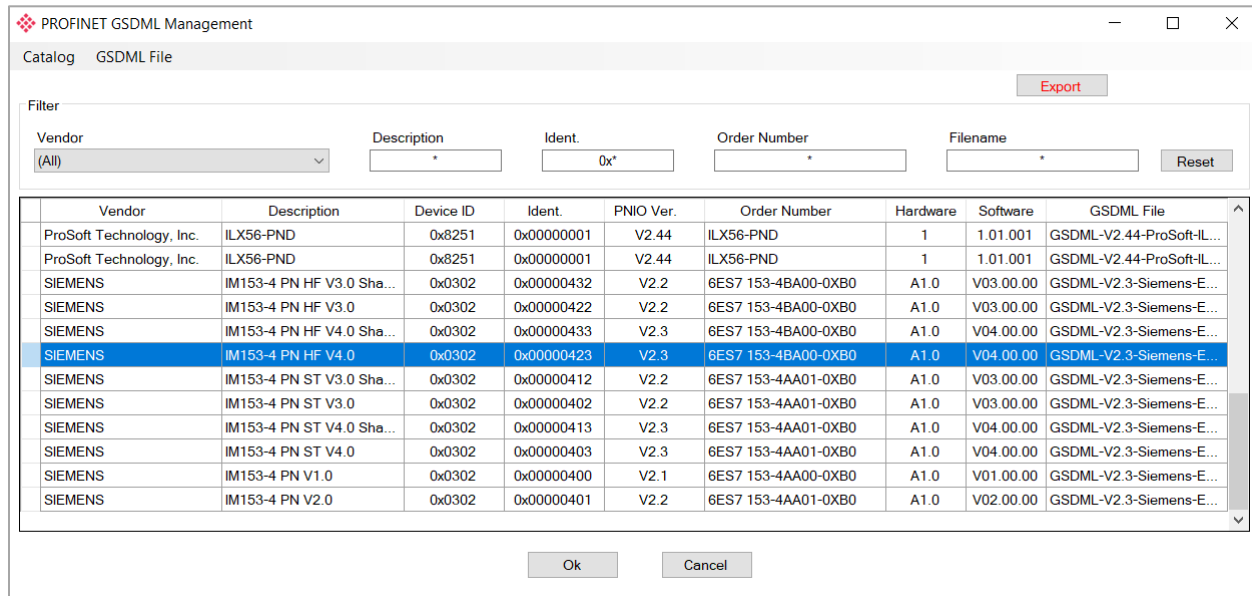 PROFINET GSDML Management
Catalog GSDML File
Export
Filter
Vendor Description Ident. Order Number Filename
(All) * 0x* * * Reset
Vendor Description Device ID Ident. PNIO Ver. Order Number Hardware Software GSDML File
ProSoft Technology, Inc. ILX56-PND 0x8251 0x00000001 V2.44 ILX56-PND 1 1.01.001 GSDML-V2.44-ProSoft-IL...
ProSoft Technology, Inc. ILX56-PND 0x8251 0x00000001 V2.44 ILX56-PND 1 1.01.001 GSDML-V2.44-ProSoft-IL...
SIEMENS IM153-4 PN HF V3.0 Sha... 0x0302 0x00000432 V2.2 6ES7 153-4BA00-0XB0 A1.0 V03.00.00 GSDML-V2.3-Siemens-E...
SIEMENS IM153-4 PN HF V3.0 0x0302 0x00000422 V2.2 6ES7 153-4BA00-0XB0 A1.0 V03.00.00 GSDML-V2.3-Siemens-E...
SIEMENS IM153-4 PN HF V4.0 Sha... 0x0302 0x00000433 V2.3 6ES7 153-4BA00-0XB0 A1.0 V04.00.00 GSDML-V2.3-Siemens-E...
SIEMENS IM153-4 PN HF V4.0 0x0302 0x00000423 V2.3 6ES7 153-4BA00-0XB0 A1.0 V04.00.00 GSDML-V2.3-Siemens-E...
SIEMENS IM153-4 PN ST V3.0 Sha... 0x0302 0x00000412 V2.2 6ES7 153-4AA01-0XB0 A1.0 V03.00.00 GSDML-V2.3-Siemens-E...
SIEMENS IM153-4 PN ST V3.0 0x0302 0x00000402 V2.2 6ES7 153-4AA01-0XB0 A1.0 V03.00.00 GSDML-V2.3-Siemens-E...
SIEMENS IM153-4 PN ST V4.0 Sha... 0x0302 0x00000413 V2.3 6ES7 153-4AA01-0XB0 A1.0 V04.00.00 GSDML-V2.3-Siemens-E...
SIEMENS IM153-4 PN ST V4.0 0x0302 0x00000403 V2.3 6ES7 153-4AA01-0XB0 A1.0 V04.00.00 GSDML-V2.3-Siemens-E...
SIEMENS IM153-4 PN V1.0 0x0302 0x00000400 V2.1 6ES7 153-4AA00-0XB0 A1.0 V01.00.00 GSDML-V2.3-Siemens-E...
SIEMENS IM153-4 PN V2.0 0x0302 0x00000401 V2.2 6ES7 153-4AA01-0XB0 A1.0 V02.00.00 GSDML-V2.3-Siemens-E...
Ok Cancel